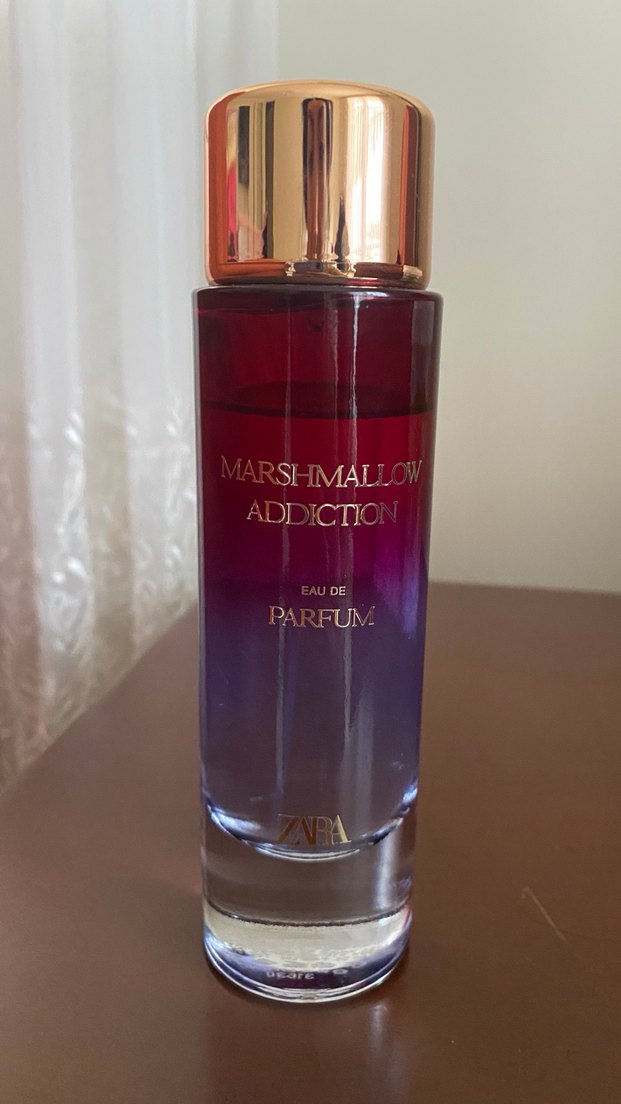 MARSHMALLOW
ADDICTION
EAU DE
PARFUM
ZARA